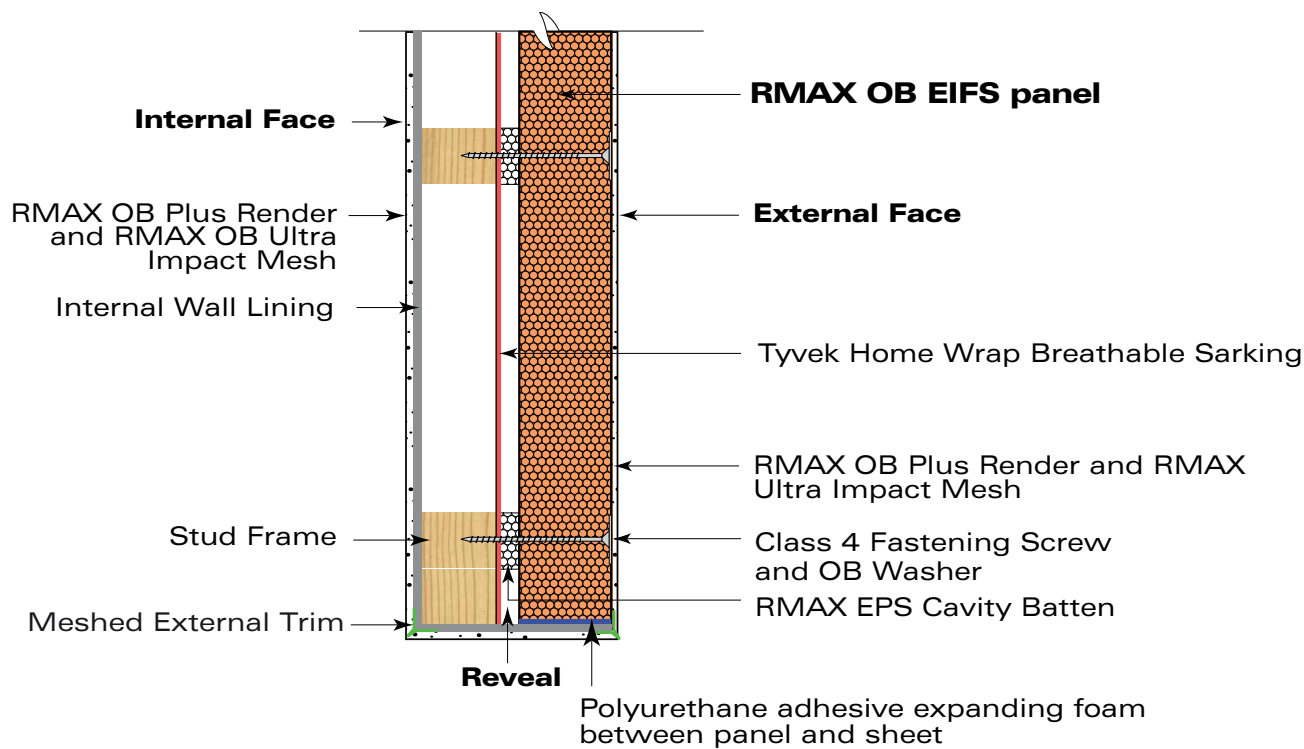 RMAX OB EIFS panel
Internal Face
RMAX OB Plus Render
and RMAX OB Ultra
Impact Mesh
External Face
Internal Wall Lining
Tyvek Home Wrap Breathable Sarking
RMAX OB Plus Render and RMAX
Ultra Impact Mesh
Stud Frame
Class 4 Fastening Screw
and OB Washer
RMAX EPS Cavity Batten
Meshed External Trim
Reveal
Polyurethane adhesive expanding foam
between panel and sheet